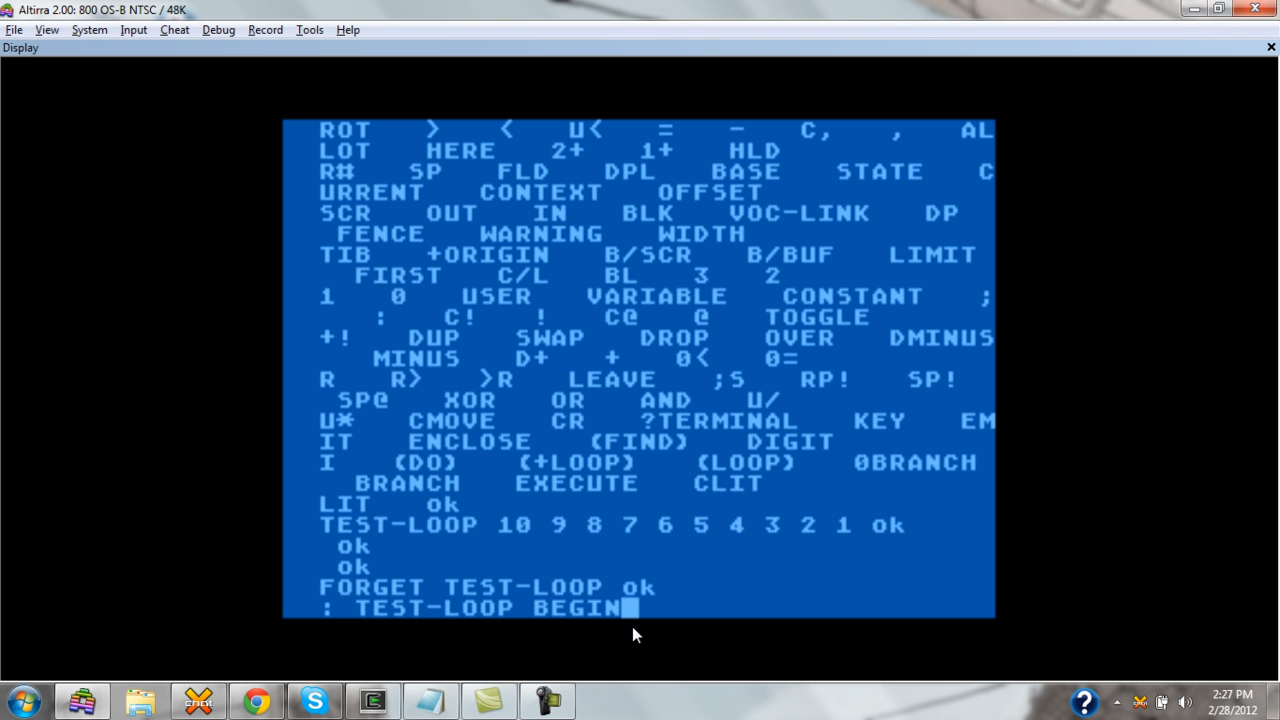 Altirra 2.00: 800 OS-B NTSC / 48K
File View System Input Cheat Debug Record Tools Help
Display
ROT > < U< = - C, , AL
LOT HERE 2+ 1+ HLD
R# SP FLD DPL BASE STATE C
URRENT CONTEXT OFFSET
SCR OUT IN BLK VOC-LINK DP
FENCE WARNING WIDTH
TIB +ORIGIN B/SCR B/BUF LIMIT
FIRST C/L BL 3 2
1 0 USER VARIABLE CONSTANT ;
: C! ! C@ @ TOGGLE
+! DUP SWAP DROP OVER DMINUS
MINUS D+ + 0< 0=
R R> >R LEAVE ;S RP! SP!
SP@ XOR OR AND U/
U* CMOVE CR ?TERMINAL KEY EM
IT ENCLOSE (FIND) DIGIT
I (DO) (+LOOP) (LOOP) 0BRANCH
BRANCH EXECUTE CLIT
LIT ok
TEST-LOOP 10 9 8 7 6 5 4 3 2 1 ok
ok
ok
FORGET TEST-LOOP ok
: TEST-LOOP BEGIN
2:27 PM
2/28/2012